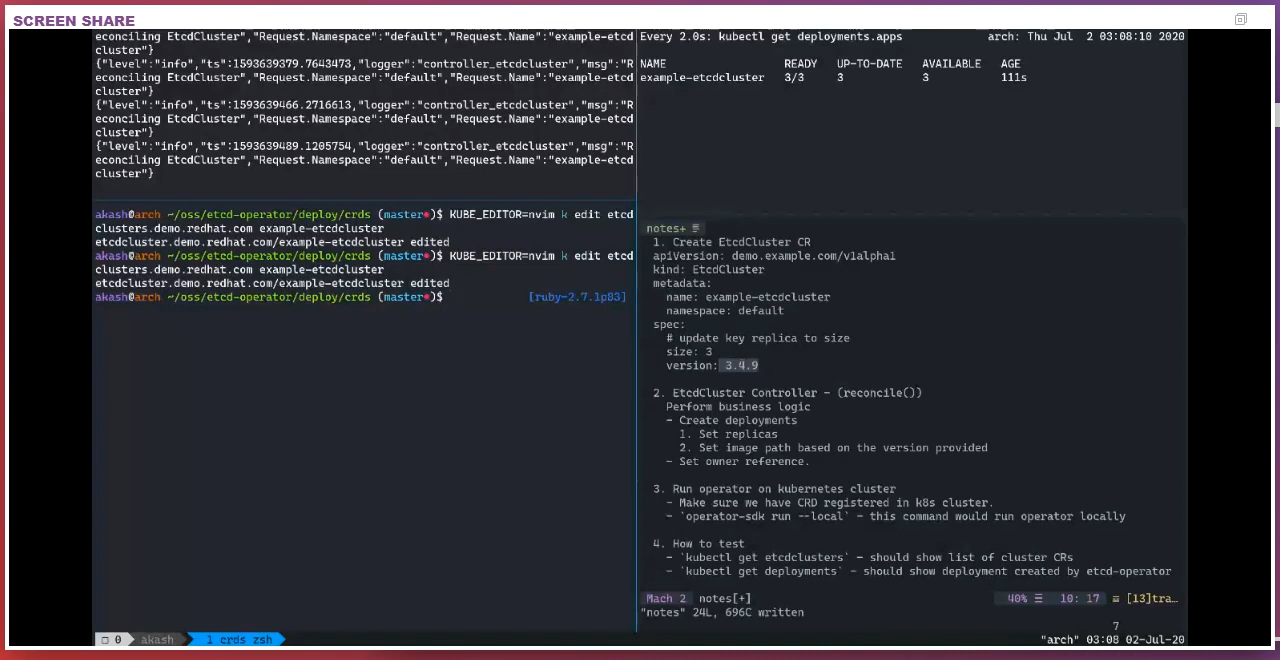 SCREEN SHARE
econciling EtcdCluster","Request.Namespace":"default","Request.Name":"example-etcd
cluster"}
{"level":"info","ts":1593639379.7643473,"logger":"controller_etcdcluster","msg":"R
econciling EtcdCluster","Request.Namespace":"default","Request.Name":"example-etcd
cluster"}
{"level":"info","ts":1593639466.2716613,"logger":"controller_etcdcluster","msg":"R
econciling EtcdCluster","Request.Namespace":"default","Request.Name":"example-etcd
cluster"}
{"level":"info","ts":1593639489.1205754,"logger":"controller_etcdcluster","msg":"R
econciling EtcdCluster","Request.Namespace":"default","Request.Name":"example-etcd
cluster"}
Every 2.0s: kubectl get deployments.apps arch: Thu Jul 2 03:08:10 2020
NAME READY UP-TO-DATE AVAILABLE AGE
example-etcdcluster 3/3 3 3 111s
akash@arch ~/oss/etcd-operator/deploy/crds (master●)$ KUBE_EDITOR=nvim k edit etcd
clusters.demo.redhat.com example-etcdcluster
etcdcluster.demo.redhat.com/example-etcdcluster edited
akash@arch ~/oss/etcd-operator/deploy/crds (master●)$ KUBE_EDITOR=nvim k edit etcd
clusters.demo.redhat.com example-etcdcluster
etcdcluster.demo.redhat.com/example-etcdcluster edited
akash@arch ~/oss/etcd-operator/deploy/crds (master●)$ [ruby-2.7.1p83]
notes+ ≡
1. Create EtcdCluster CR
apiVersion: demo.example.com/v1alpha1
kind: EtcdCluster
metadata:
name: example-etcdcluster
namespace: default
spec:
# update key replica to size
size: 3
version: 3.4.9
2. EtcdCluster Controller - (reconcile())
Perform business logic
- Create deployments
1. Set replicas
2. Set image path based on the version provided
- Set owner reference.
3. Run operator on kubernetes cluster
- Make sure we have CRD registered in k8s cluster.
- `operator-sdk run --local` - this command would run operator locally
4. How to test
- `kubectl get etcdclusters` - should show list of cluster CRs
- `kubectl get deployments` - should show deployment created by etcd-operator
Mach 2 notes[+] 40% ☰ 10: 17 ≡ [13]tra…
"notes" 24L, 696C written
7
❐ 0 akash 1 crds zsh "arch" 03:08 02-Jul-20